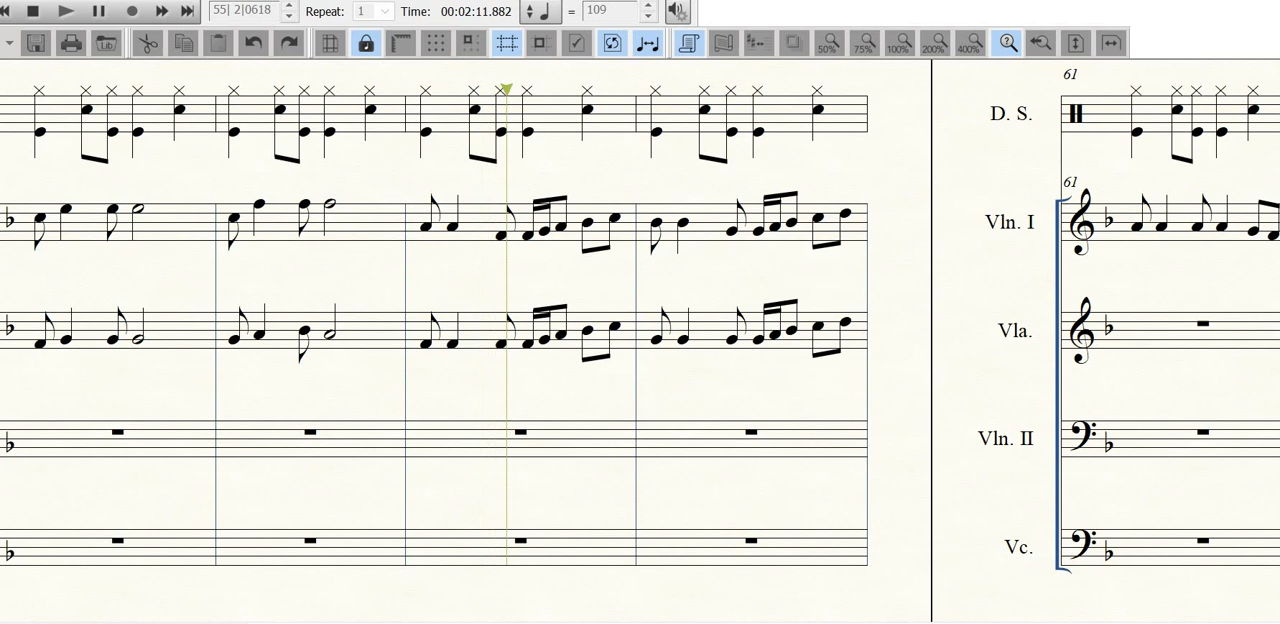 55| 2|0618 Repeat: 1 Time: 00:02:11.882 = 109
Lib 50% 75% 100% 200% 400% ?
61
D. S.
61
Vln. I
Vla.
Vln. II
Vc.